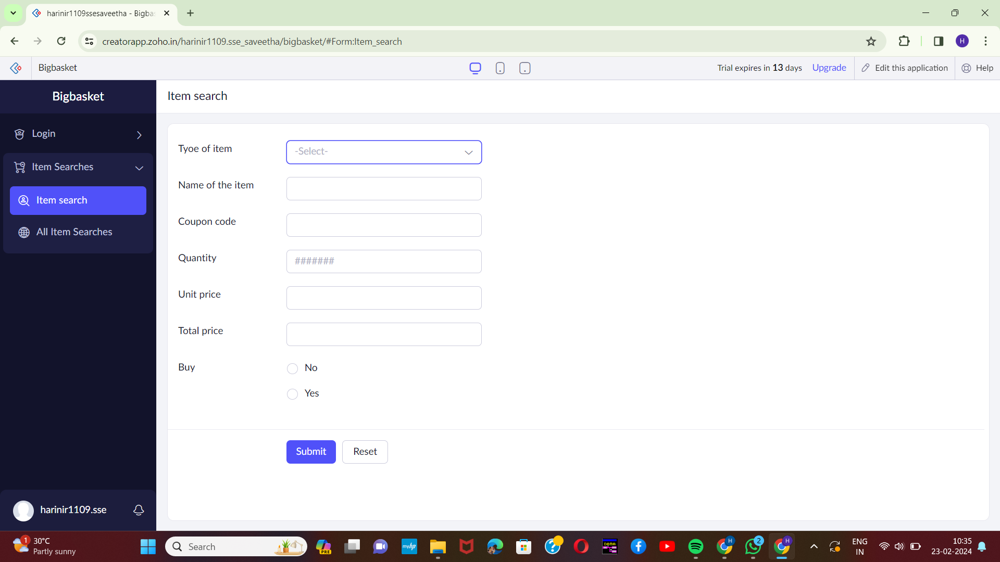 harinir1109ssesaveetha - Bigbas
creatorapp.zoho.in/harinir1109.sse_saveetha/bigbasket/#Form:Item_search
H
Bigbasket
Trial expires in 13 days
Upgrade
Edit this application
Help
Bigbasket
Login
Item Searches
Item search
All Item Searches
harinir1109.sse
Item search
Tyoe of item
-Select-
Name of the item
Coupon code
Quantity
#######
Unit price
Total price
Buy
No
Yes
Submit
Reset
1
30°C
Partly sunny
Search
PRE
myhp
DATA
H
2
H
ENG
IN
10:35
23-02-2024